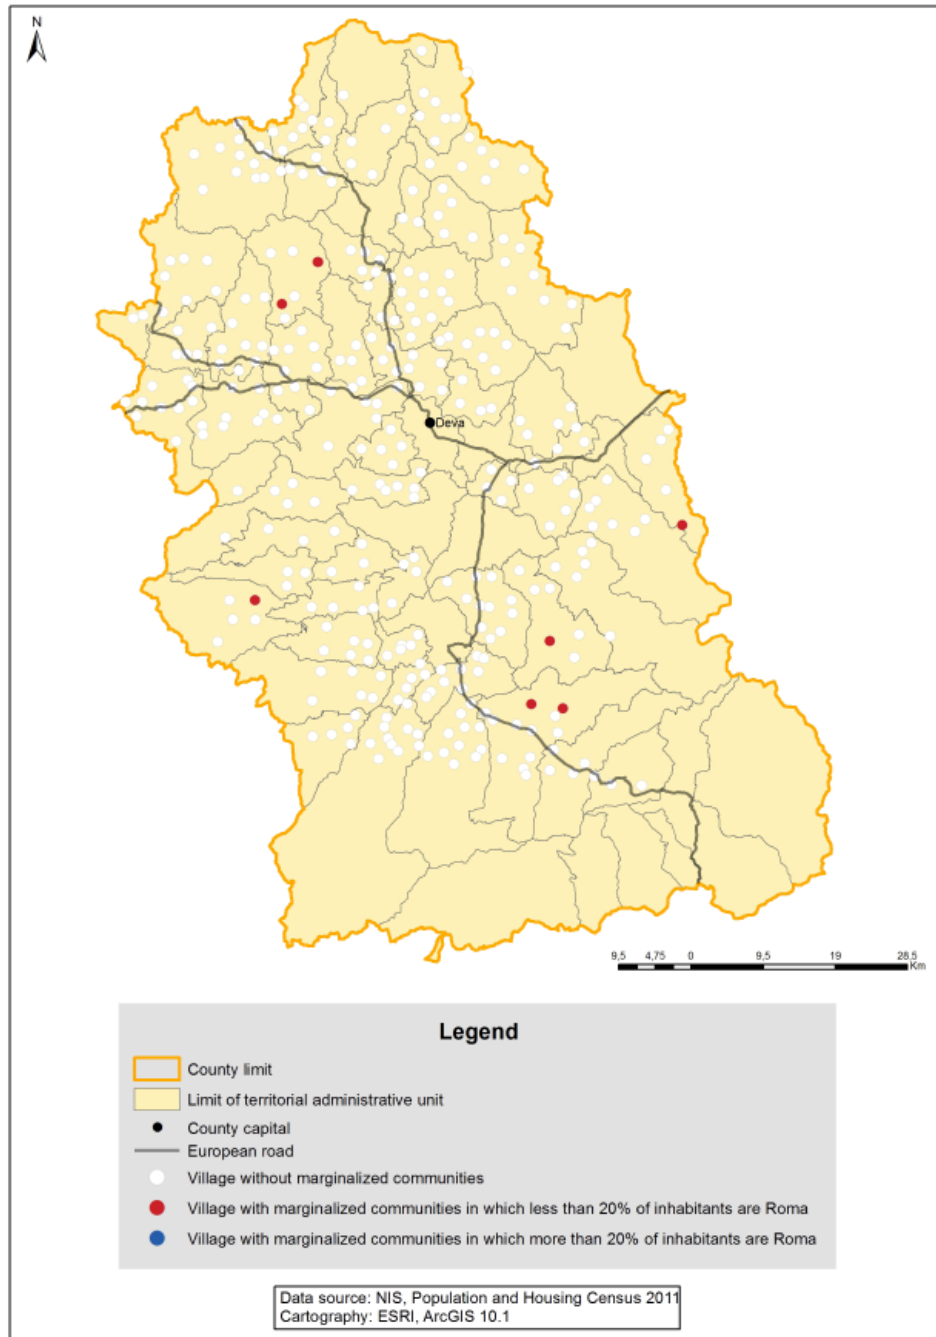 N
Deva
9,5 4,75 0 9,5 19 28,5
Km
Legend
County limit
Limit of territorial administrative unit
County capital
European road
Village without marginalized communities
Village with marginalized communities in which less than 20% of inhabitants are Roma
Village with marginalized communities in which more than 20% of inhabitants are Roma
Data source: NIS, Population and Housing Census 2011
Cartography: ESRI, ArcGIS 10.1